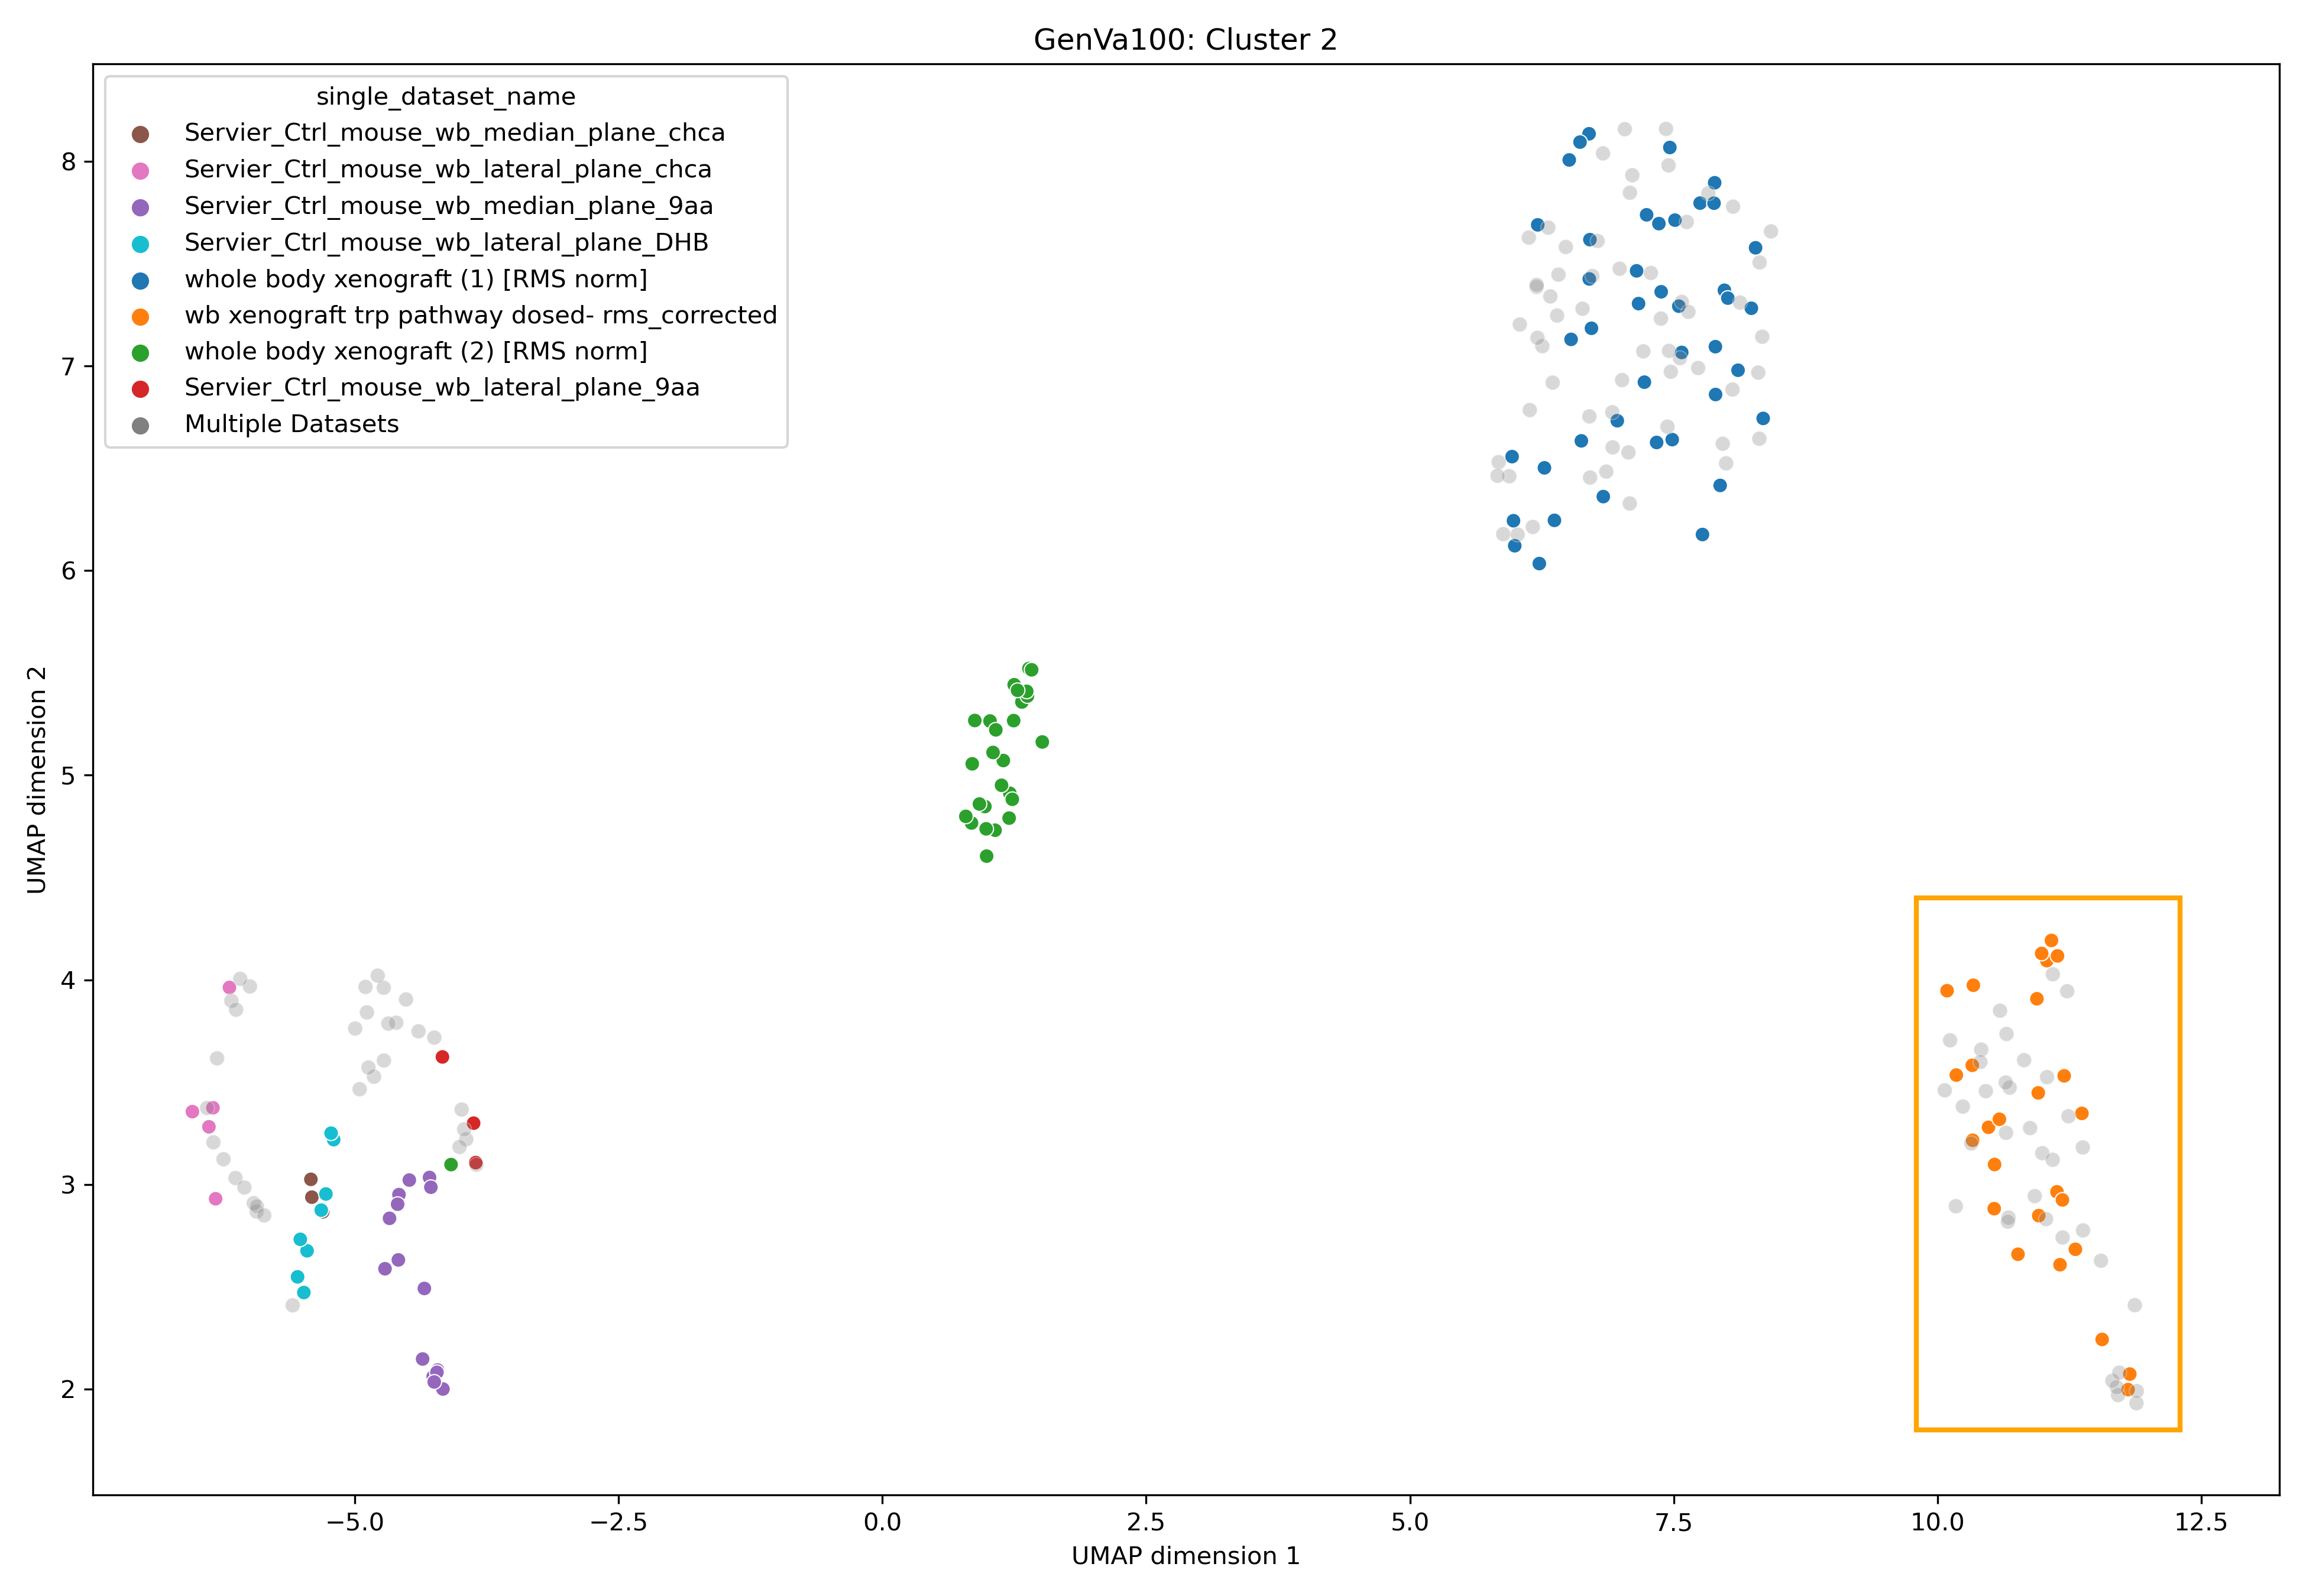 GenVa100: Cluster 2
single_dataset_name
Servier_Ctrl_mouse_wb_median_plane_chca
Servier_Ctrl_mouse_wb_lateral_plane_chca
Servier_Ctrl_mouse_wb_median_plane_9aa
Servier_Ctrl_mouse_wb_lateral_plane_DHB
whole body xenograft (1) [RMS norm]
wb xenograft trp pathway dosed- rms_corrected
whole body xenograft (2) [RMS norm]
Servier_Ctrl_mouse_wb_lateral_plane_9aa
Multiple Datasets
UMAP dimension 2
8
7
6
5
4
3
2
−5.0
−2.5
0.0
2.5
5.0
7.5
10.0
12.5
UMAP dimension 1